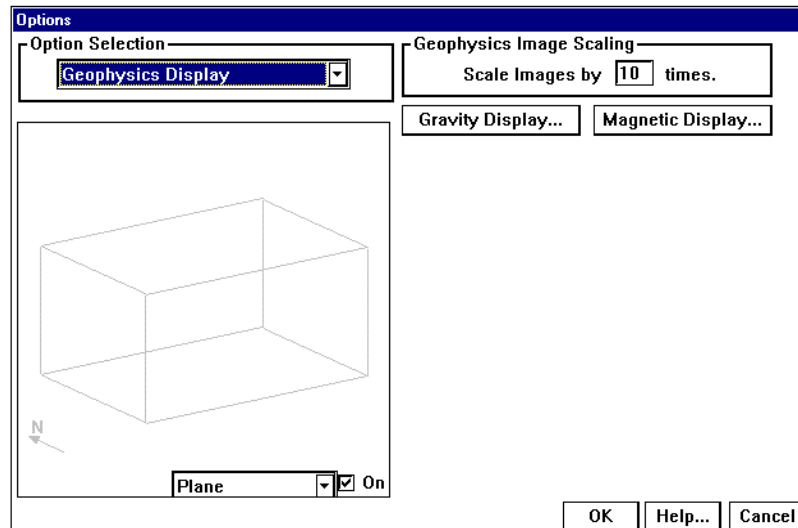 Options
Option Selection
Geophysics Display
Geophysics Image Scaling
Scale Images by 10 times.
Gravity Display...
Magnetic Display...
N
Plane
On
OK
Help...
Cancel